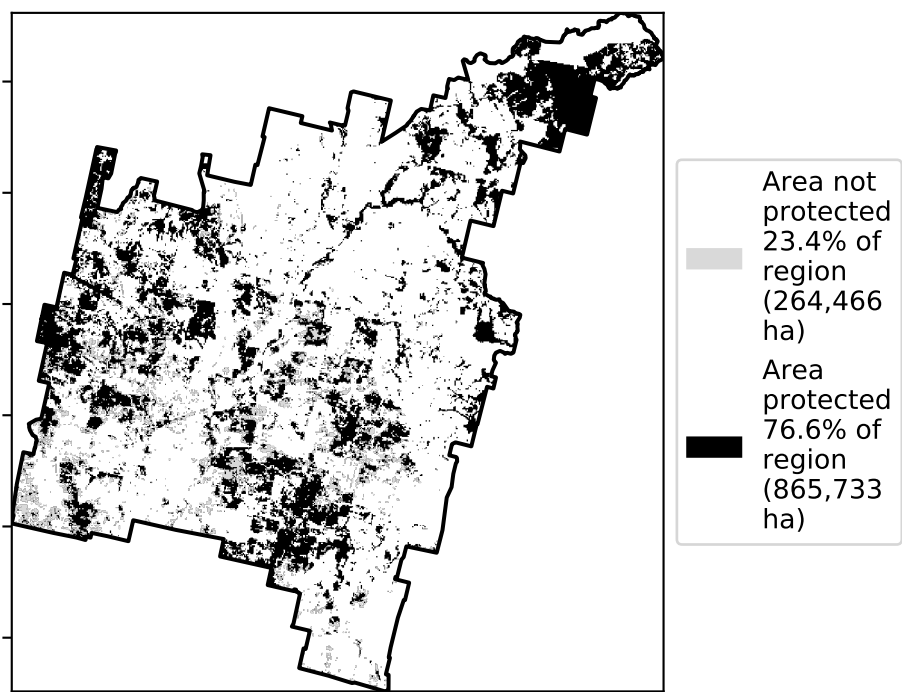 Area not
protected
23.4% of
region
(264,466
ha)
Area
protected
76.6% of
region
(865,733
ha)